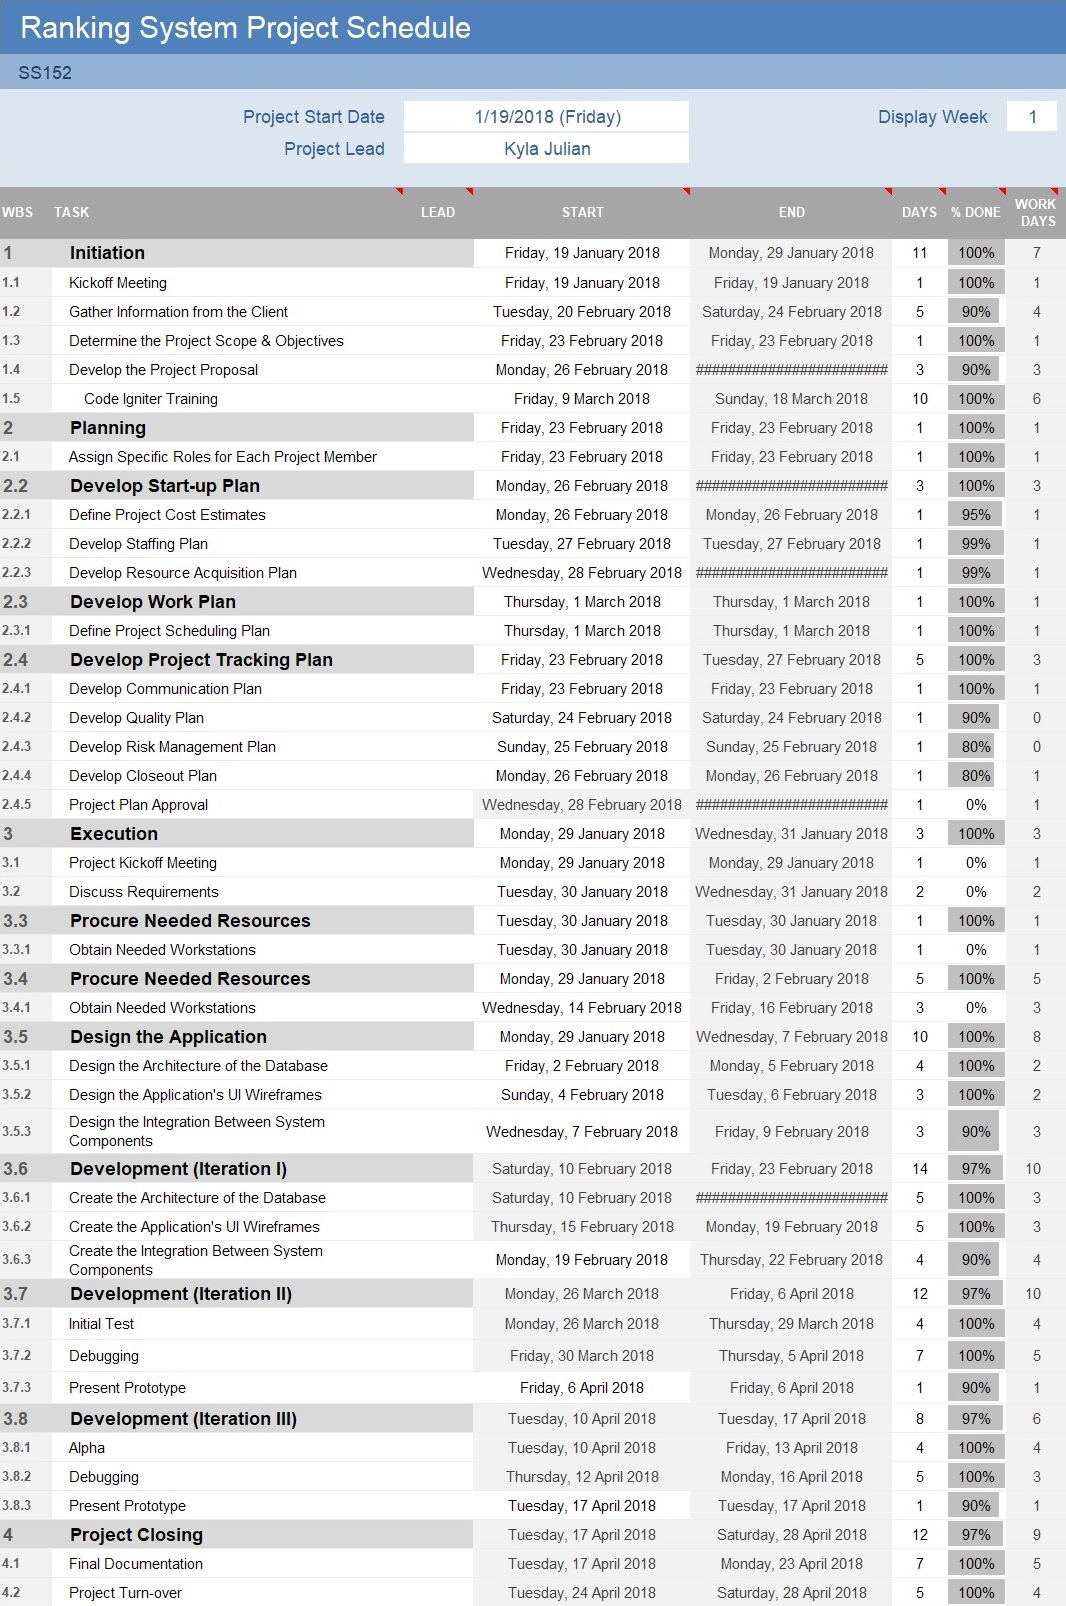 Ranking System Project Schedule
SS152
Project Start Date 1/19/2018 (Friday) Display Week 1
Project Lead Kyla Julian
WBS TASK LEAD START END DAYS % DONE WORK DAYS
1 Initiation Friday, 19 January 2018 Monday, 29 January 2018 11 100% 7
1.1 Kickoff Meeting Friday, 19 January 2018 Friday, 19 January 2018 1 100% 1
1.2 Gather Information from the Client Tuesday, 20 February 2018 Saturday, 24 February 2018 5 90% 4
1.3 Determine the Project Scope & Objectives Friday, 23 February 2018 Friday, 23 February 2018 1 100% 1
1.4 Develop the Project Proposal Monday, 26 February 2018 ######################## 3 90% 3
1.5 Code Igniter Training Friday, 9 March 2018 Sunday, 18 March 2018 10 100% 6
2 Planning Friday, 23 February 2018 Friday, 23 February 2018 1 100% 1
2.1 Assign Specific Roles for Each Project Member Friday, 23 February 2018 Friday, 23 February 2018 1 100% 1
2.2 Develop Start-up Plan Monday, 26 February 2018 ######################## 3 100% 3
2.2.1 Define Project Cost Estimates Monday, 26 February 2018 Monday, 26 February 2018 1 95% 1
2.2.2 Develop Staffing Plan Tuesday, 27 February 2018 Tuesday, 27 February 2018 1 99% 1
2.2.3 Develop Resource Acquisition Plan Wednesday, 28 February 2018 ######################## 1 99% 1
2.3 Develop Work Plan Thursday, 1 March 2018 Thursday, 1 March 2018 1 100% 1
2.3.1 Define Project Scheduling Plan Thursday, 1 March 2018 Thursday, 1 March 2018 1 100% 1
2.4 Develop Project Tracking Plan Friday, 23 February 2018 Tuesday, 27 February 2018 5 100% 3
2.4.1 Develop Communication Plan Friday, 23 February 2018 Friday, 23 February 2018 1 100% 1
2.4.2 Develop Quality Plan Saturday, 24 February 2018 Saturday, 24 February 2018 1 90% 0
2.4.3 Develop Risk Management Plan Sunday, 25 February 2018 Sunday, 25 February 2018 1 80% 0
2.4.4 Develop Closeout Plan Monday, 26 February 2018 Monday, 26 February 2018 1 80% 1
2.4.5 Project Plan Approval Wednesday, 28 February 2018 ######################## 1 0% 1
3 Execution Monday, 29 January 2018 Wednesday, 31 January 2018 3 100% 3
3.1 Project Kickoff Meeting Monday, 29 January 2018 Monday, 29 January 2018 1 0% 1
3.2 Discuss Requirements Tuesday, 30 January 2018 Wednesday, 31 January 2018 2 0% 2
3.3 Procure Needed Resources Tuesday, 30 January 2018 Tuesday, 30 January 2018 1 100% 1
3.3.1 Obtain Needed Workstations Tuesday, 30 January 2018 Tuesday, 30 January 2018 1 0% 1
3.4 Procure Needed Resources Monday, 29 January 2018 Friday, 2 February 2018 5 100% 5
3.4.1 Obtain Needed Workstations Wednesday, 14 February 2018 Friday, 16 February 2018 3 0% 3
3.5 Design the Application Monday, 29 January 2018 Wednesday, 7 February 2018 10 100% 8
3.5.1 Design the Architecture of the Database Friday, 2 February 2018 Monday, 5 February 2018 4 100% 2
3.5.2 Design the Application's UI Wireframes Sunday, 4 February 2018 Tuesday, 6 February 2018 3 100% 2
3.5.3 Design the Integration Between System Components Wednesday, 7 February 2018 Friday, 9 February 2018 3 90% 3
3.6 Development (Iteration I) Saturday, 10 February 2018 Friday, 23 February 2018 14 97% 10
3.6.1 Create the Architecture of the Database Saturday, 10 February 2018 ######################## 5 100% 3
3.6.2 Create the Application's UI Wireframes Thursday, 15 February 2018 Monday, 19 February 2018 5 100% 3
3.6.3 Create the Integration Between System Components Monday, 19 February 2018 Thursday, 22 February 2018 4 90% 4
3.7 Development (Iteration II) Monday, 26 March 2018 Friday, 6 April 2018 12 97% 10
3.7.1 Initial Test Monday, 26 March 2018 Thursday, 29 March 2018 4 100% 4
3.7.2 Debugging Friday, 30 March 2018 Thursday, 5 April 2018 7 100% 5
3.7.3 Present Prototype Friday, 6 April 2018 Friday, 6 April 2018 1 90% 1
3.8 Development (Iteration III) Tuesday, 10 April 2018 Tuesday, 17 April 2018 8 97% 6
3.8.1 Alpha Tuesday, 10 April 2018 Friday, 13 April 2018 4 100% 4
3.8.2 Debugging Thursday, 12 April 2018 Monday, 16 April 2018 5 100% 3
3.8.3 Present Prototype Tuesday, 17 April 2018 Tuesday, 17 April 2018 1 90% 1
4 Project Closing Tuesday, 17 April 2018 Saturday, 28 April 2018 12 97% 9
4.1 Final Documentation Tuesday, 17 April 2018 Monday, 23 April 2018 7 100% 5
4.2 Project Turn-over Tuesday, 24 April 2018 Saturday, 28 April 2018 5 100% 4